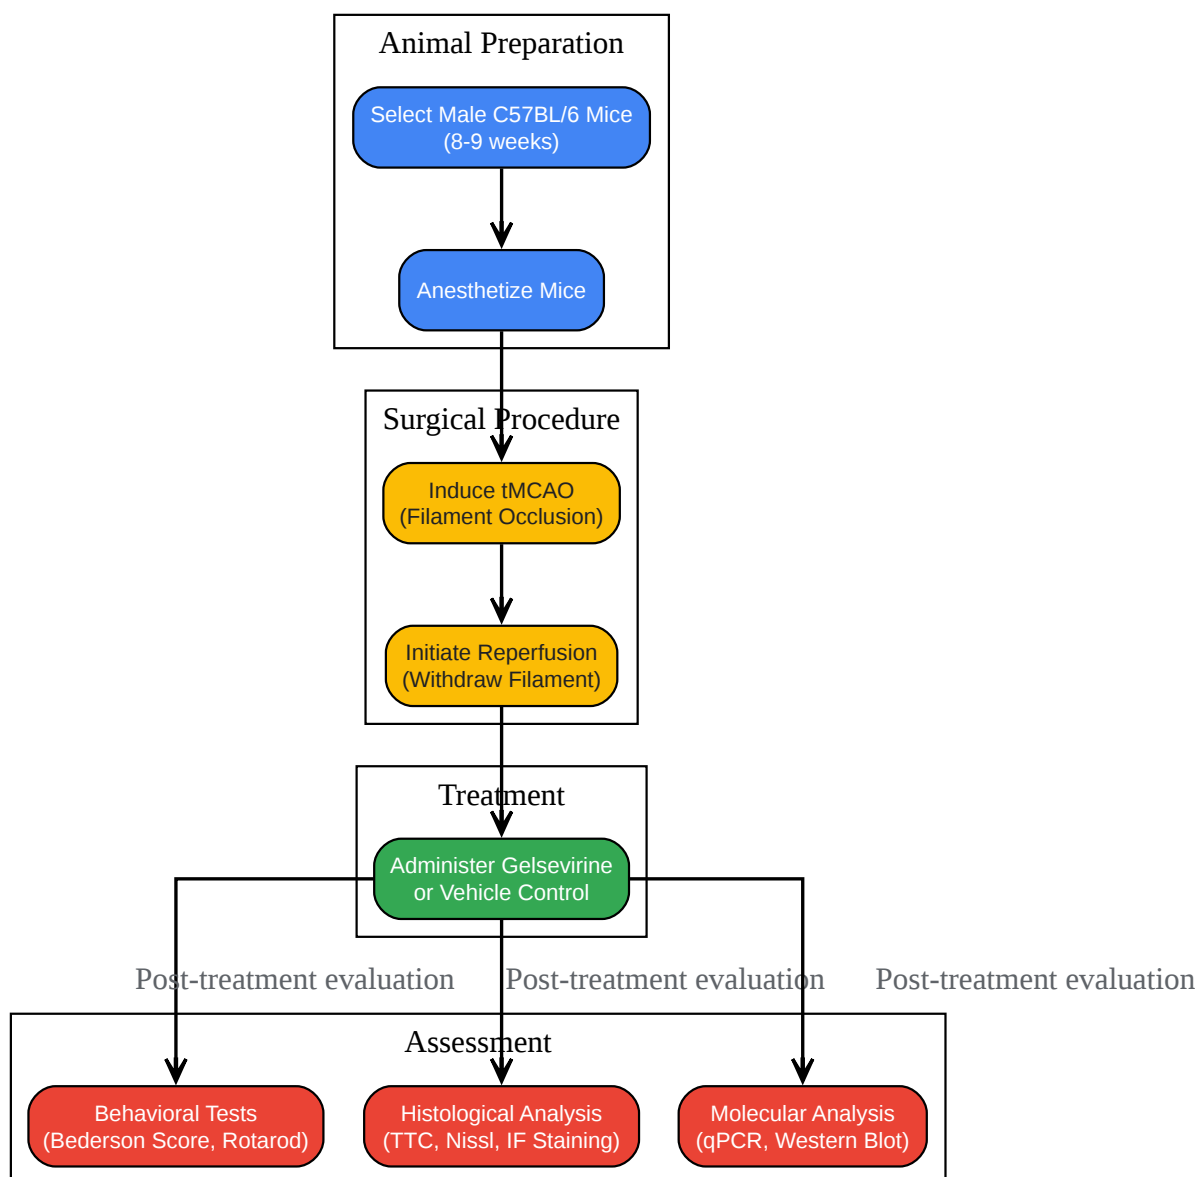 Animal Preparation
Select Male C57BL/6 Mice
(8-9 weeks)
Anesthetize Mice
Surgical Procedure
Induce tMCAO
(Filament Occlusion)
Initiate Reperfusion
(Withdraw Filament)
Treatment
Administer Gelsevirine
or Vehicle Control
Post-treatment evaluation
Post-treatment evaluation
Post-treatment evaluation
Assessment
Behavioral Tests
(Bederson Score, Rotarod)
Histological Analysis
(TTC, Nissl, IF Staining)
Molecular Analysis
(qPCR, Western Blot)